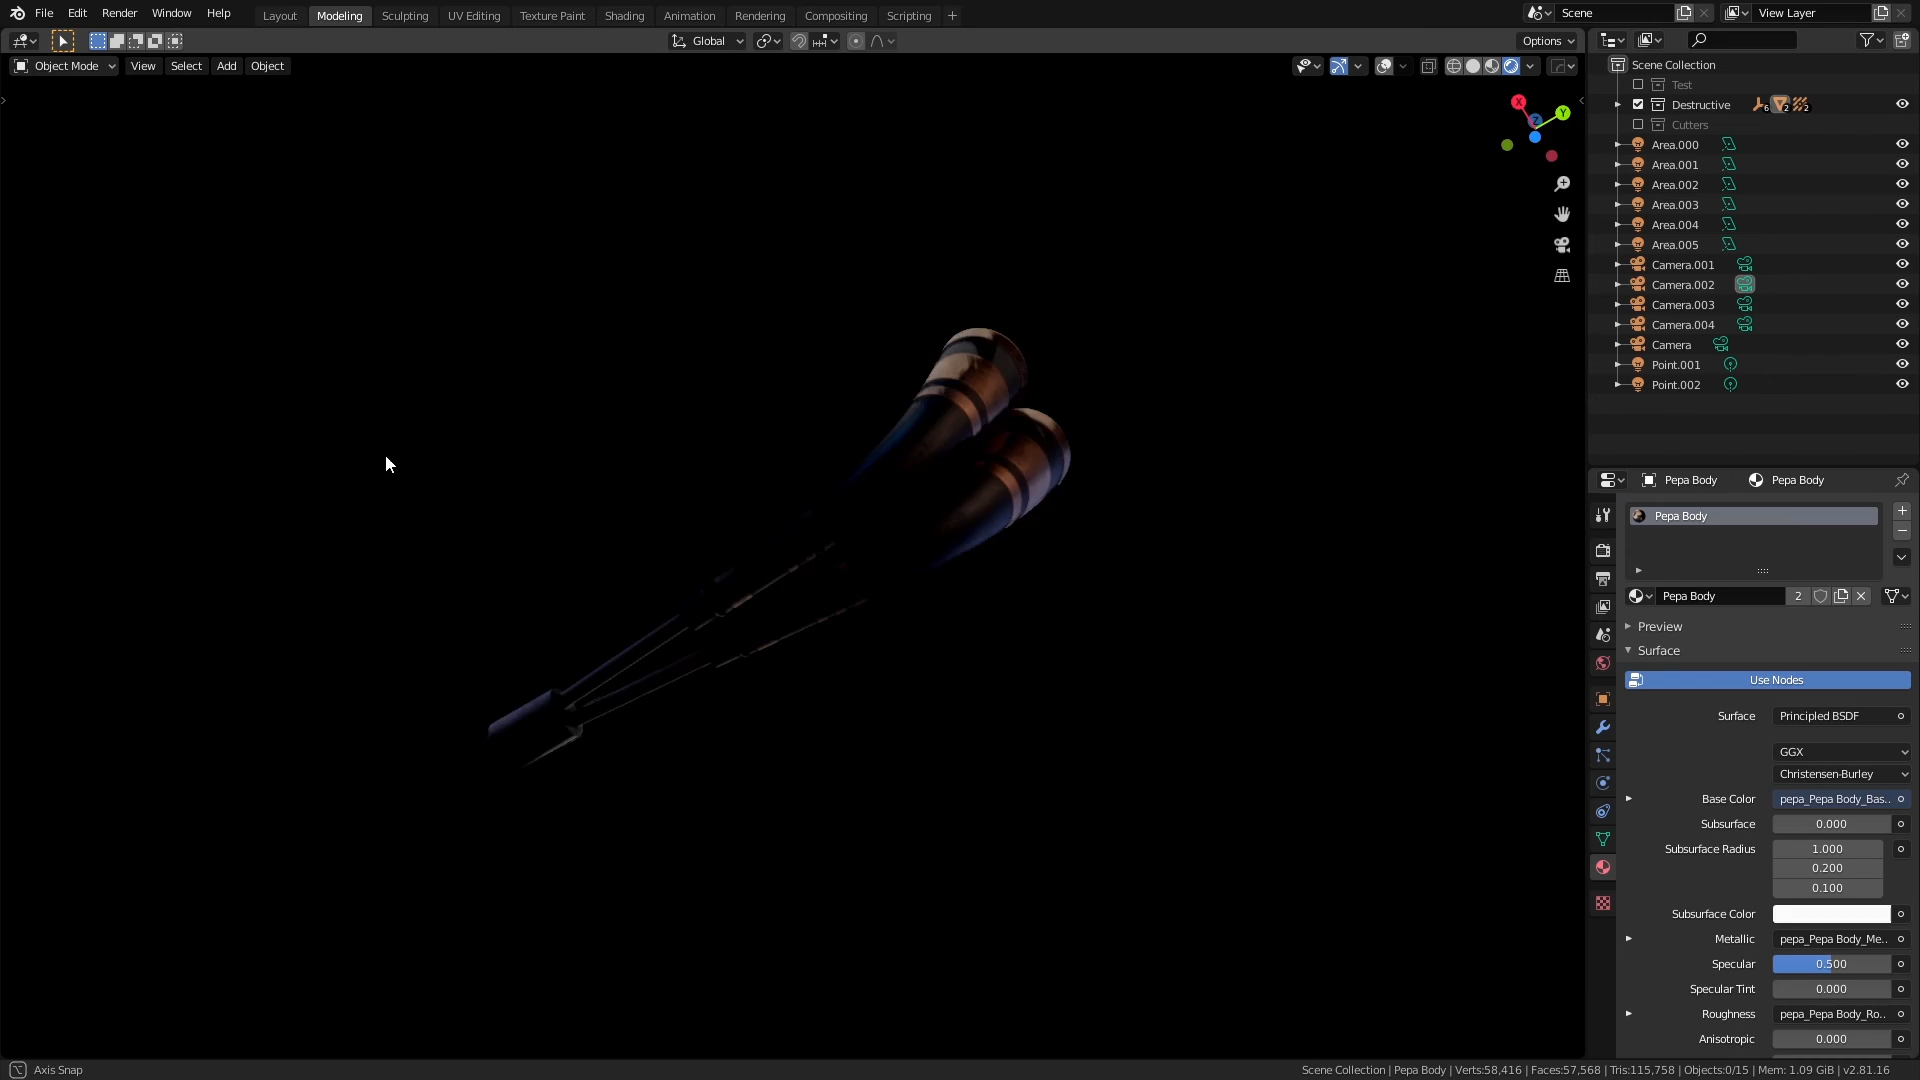 File Edit Render Window Help Layout Modeling Sculpting UV Editing Texture Paint Shading Animation Rendering Compositing Scripting + Scene View Layer
Global Options
Object Mode View Select Add Object
Scene Collection
Test
Destructive 6 2 2
Cutters
Area.000
Area.001
Area.002
Area.003
Area.004
Area.005
Camera.001
Camera.002
Camera.003
Camera.004
Camera
Point.001
Point.002
X Y Z
Pepa Body Pepa Body
Pepa Body
Pepa Body 2
Preview
Surface
Use Nodes
Surface Principled BSDF
GGX
Christensen-Burley
Base Color pepa_Pepa Body_Bas..
Subsurface 0.000
Subsurface Radius 1.000
0.200
0.100
Subsurface Color
Metallic pepa_Pepa Body_Me..
Specular 0.500
Specular Tint 0.000
Roughness pepa_Pepa Body_Ro..
Anisotropic 0.000
Axis Snap Scene Collection | Pepa Body | Verts:58,416 | Faces:57,568 | Tris:115,758 | Objects:0/15 | Mem: 1.09 GiB | v2.81.16